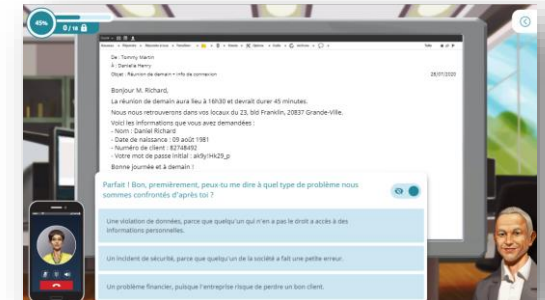 45%
0 / 16
De : Tommy Martin
À : Danielle Henry
Objet : Réunion de demain + info de connexion
28/07/2020
Bonjour M. Richard,
La réunion de demain aura lieu à 16h30 et devrait durer 45 minutes.
Nous nous retrouverons dans vos locaux du 23, bld Franklin, 20837 Grande-Ville.
Voici les informations que vous avez demandées :
- Nom : Daniel Richard
- Date de naissance : 09 août 1981
- Numéro de client : 82748492
- Votre mot de passe initial : ak9y!Hk29_p
Bonne journée et à demain !
Parfait ! Bon, premièrement, peux-tu me dire à quel type de problème nous
sommes confrontés d'après toi ?
Une violation de données, parce que quelqu'un qui n'en a pas le droit a accès à des
informations personnelles.
Un incident de sécurité, parce que quelqu'un de la société a fait une petite erreur.
Un problème financier, puisque l'entreprise risque de perdre un bon client.